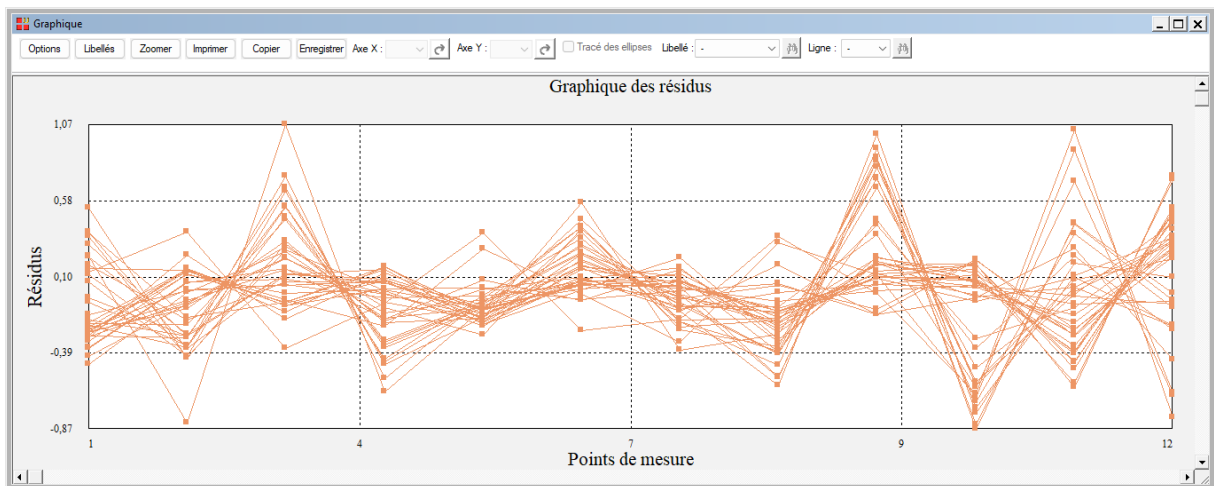 Graphique
Options Libellés Zoomer Imprimer Copier Enregistrer Axe X : Axe Y : Tracé des ellipses Libellé : - Ligne : -
Graphique des résidus
1,07
0,58
0,10
-0,39
-0,87
Résidus
1 4 7 9 12
Points de mesure